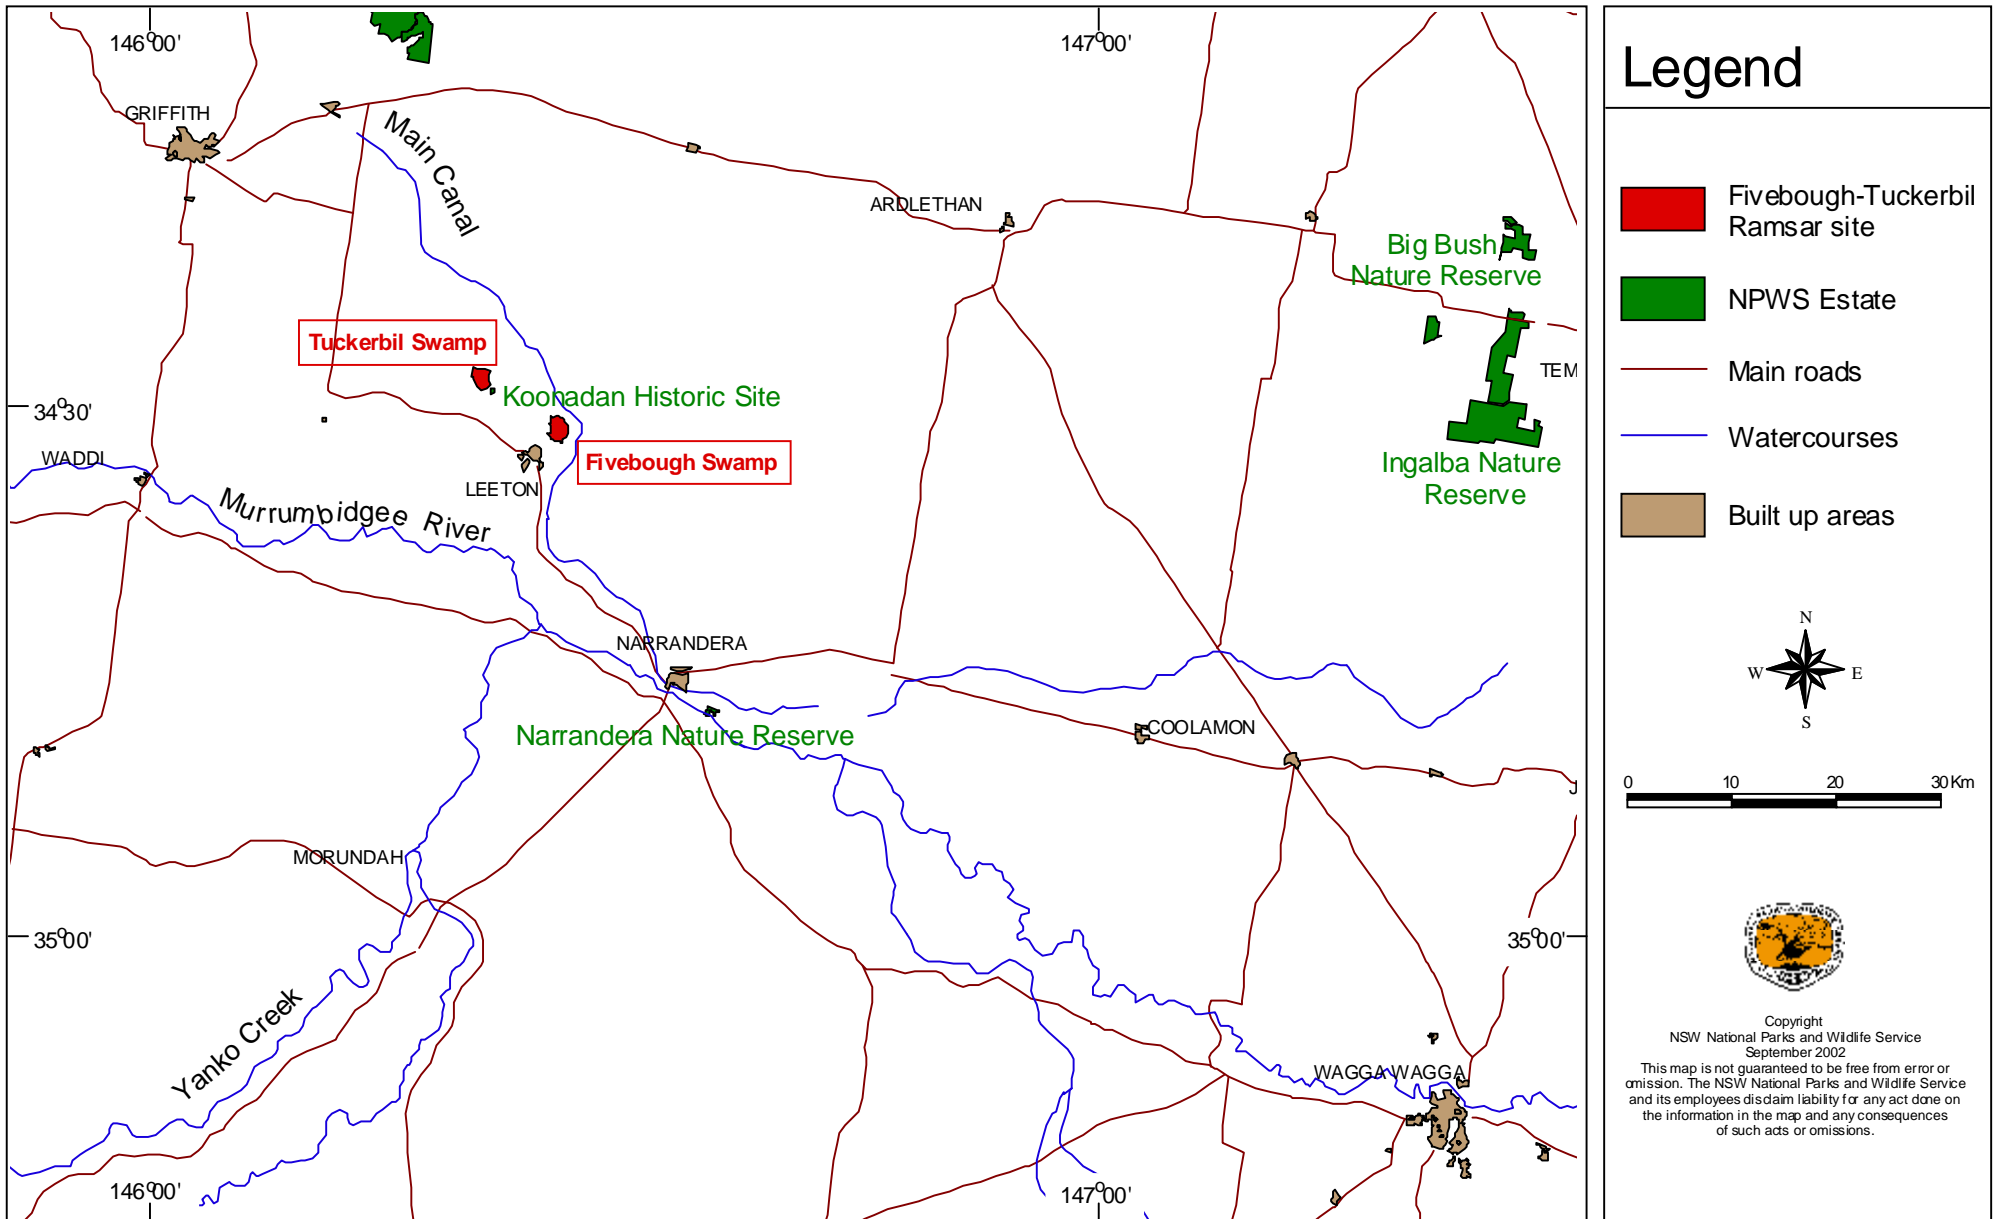 146°00'
147°00'
GRIFFITH
Main Canal
ARDLETHAN
Big Bush
Nature Reserve
Tuckerbil Swamp
TEM
Koonadan Historic Site
34°30'
WADDI
Fivebough Swamp
Ingalba Nature
Reserve
LEETON
Murrumbidgee River
NARRANDERA
COOLAMON
Narrandera Nature Reserve
J
MORUNDAH
35°00'
35°00'
Yanko Creek
WAGGA WAGGA
146°00'
147°00'
Legend
Fivebough-Tuckerbil
Ramsar site
NPWS Estate
Main roads
Watercourses
Built up areas
N
W E
S
0 10 20 30 Km
Copyright
NSW National Parks and Wildlife Service
September 2002
This map is not guaranteed to be free from error or
omission. The NSW National Parks and Wildlife Service
and its employees disclaim liability for any act done on
the information in the map and any consequences
of such acts or omissions.